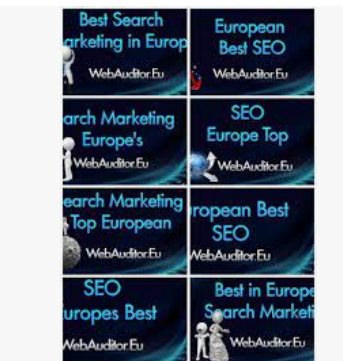 Best Search
arketing in Europ
WebAuditor.Eu
European
Best SEO
WebAuditor.Eu
arch Marketing
Europe's
WebAuditor.Eu
SEO
Europe Top
WebAuditor.Eu
earch Marketing
Top European
WebAuditor.Eu
ropean Best
SEO
WebAuditor.Eu
SEO
uropes Best
WebAuditor.Eu
Best in Europe
Search Marketi
WebAuditor.Eu